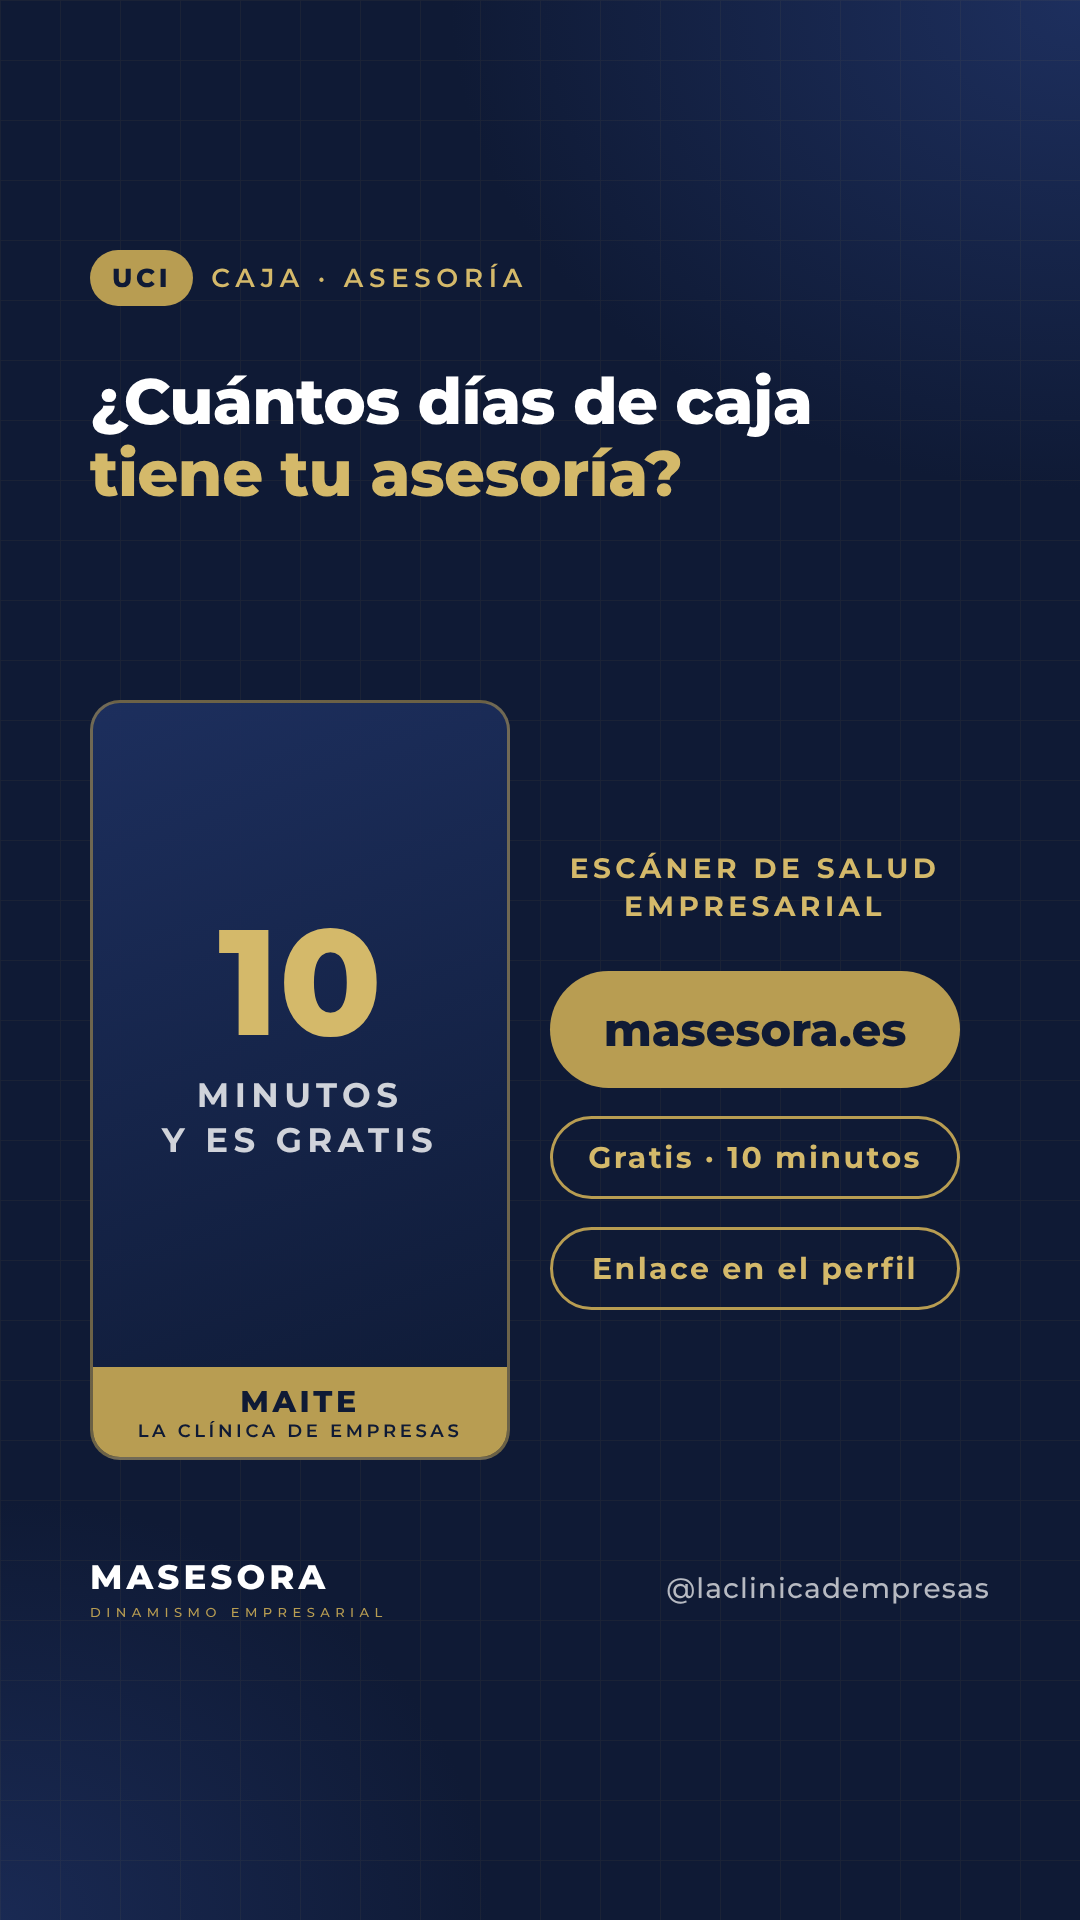 UCI CAJA · ASESORÍA
¿Cuántos días de caja
tiene tu asesoría?
10
MINUTOS
Y ES GRATIS
MAITE
LA CLÍNICA DE EMPRESAS
ESCÁNER DE SALUD
EMPRESARIAL
masesora.es
Gratis · 10 minutos
Enlace en el perfil
MASESORA
DINAMISMO EMPRESARIAL
@laclinicadempresas